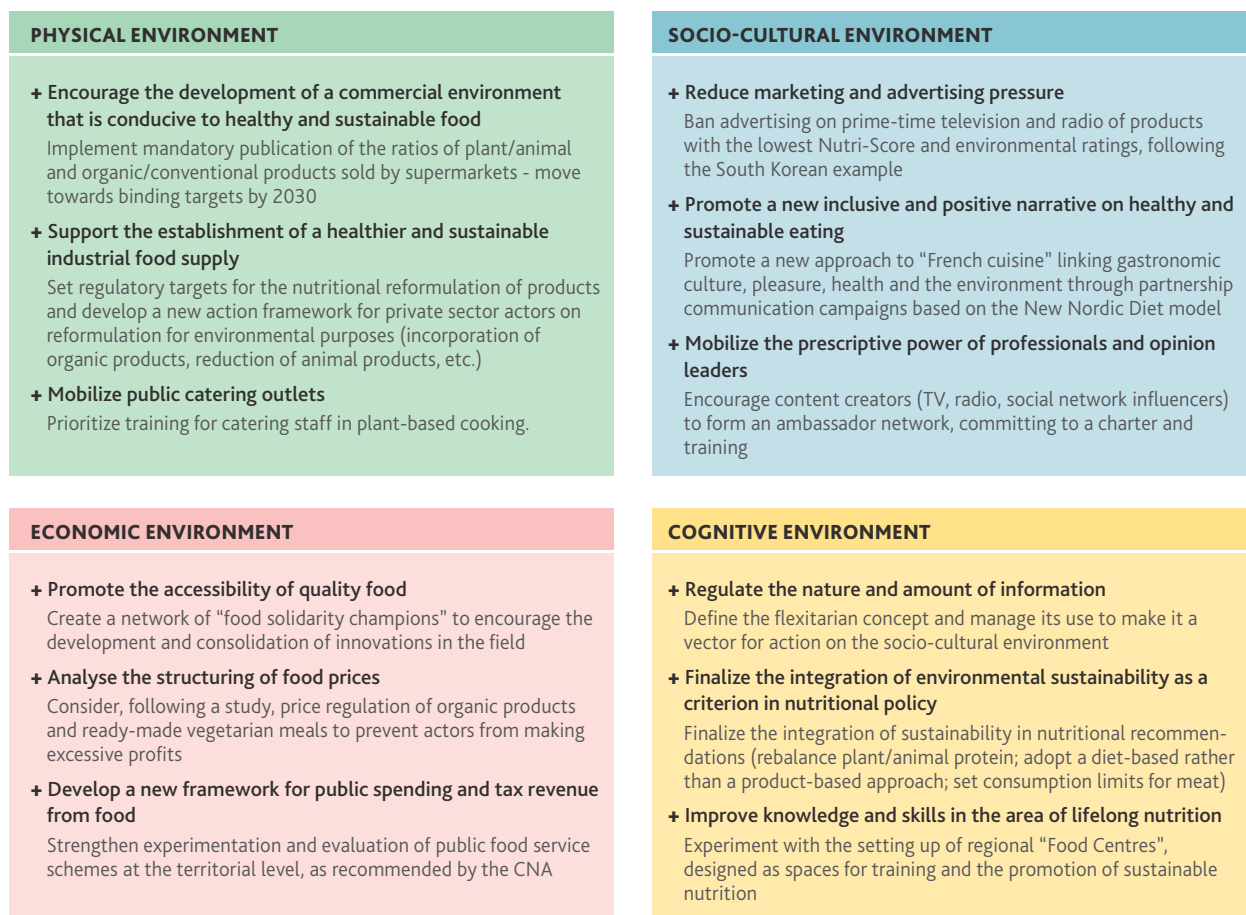 PHYSICAL ENVIRONMENT
+ Encourage the development of a commercial environment
that is conducive to healthy and sustainable food
Implement mandatory publication of the ratios of plant/animal
and organic/conventional products sold by supermarkets - move
towards binding targets by 2030
+ Support the establishment of a healthier and sustainable
industrial food supply
Set regulatory targets for the nutritional reformulation of products
and develop a new action framework for private sector actors on
reformulation for environmental purposes (incorporation of
organic products, reduction of animal products, etc.)
+ Mobilize public catering outlets
Prioritize training for catering staff in plant-based cooking.
SOCIO-CULTURAL ENVIRONMENT
+ Reduce marketing and advertising pressure
Ban advertising on prime-time television and radio of products
with the lowest Nutri-Score and environmental ratings, following
the South Korean example
+ Promote a new inclusive and positive narrative on healthy and
sustainable eating
Promote a new approach to “French cuisine” linking gastronomic
culture, pleasure, health and the environment through partnership
communication campaigns based on the New Nordic Diet model
+ Mobilize the prescriptive power of professionals and opinion
leaders
Encourage content creators (TV, radio, social network influencers)
to form an ambassador network, committing to a charter and
training
ECONOMIC ENVIRONMENT
+ Promote the accessibility of quality food
Create a network of “food solidarity champions” to encourage the
development and consolidation of innovations in the field
+ Analyse the structuring of food prices
Consider, following a study, price regulation of organic products
and ready-made vegetarian meals to prevent actors from making
excessive profits
+ Develop a new framework for public spending and tax revenue
from food
Strengthen experimentation and evaluation of public food service
schemes at the territorial level, as recommended by the CNA
COGNITIVE ENVIRONMENT
+ Regulate the nature and amount of information
Define the flexitarian concept and manage its use to make it a
vector for action on the socio-cultural environment
+ Finalize the integration of environmental sustainability as a
criterion in nutritional policy
Finalize the integration of sustainability in nutritional recommen-
dations (rebalance plant/animal protein; adopt a diet-based rather
than a product-based approach; set consumption limits for meat)
+ Improve knowledge and skills in the area of lifelong nutrition
Experiment with the setting up of regional “Food Centres”,
designed as spaces for training and the promotion of sustainable
nutrition